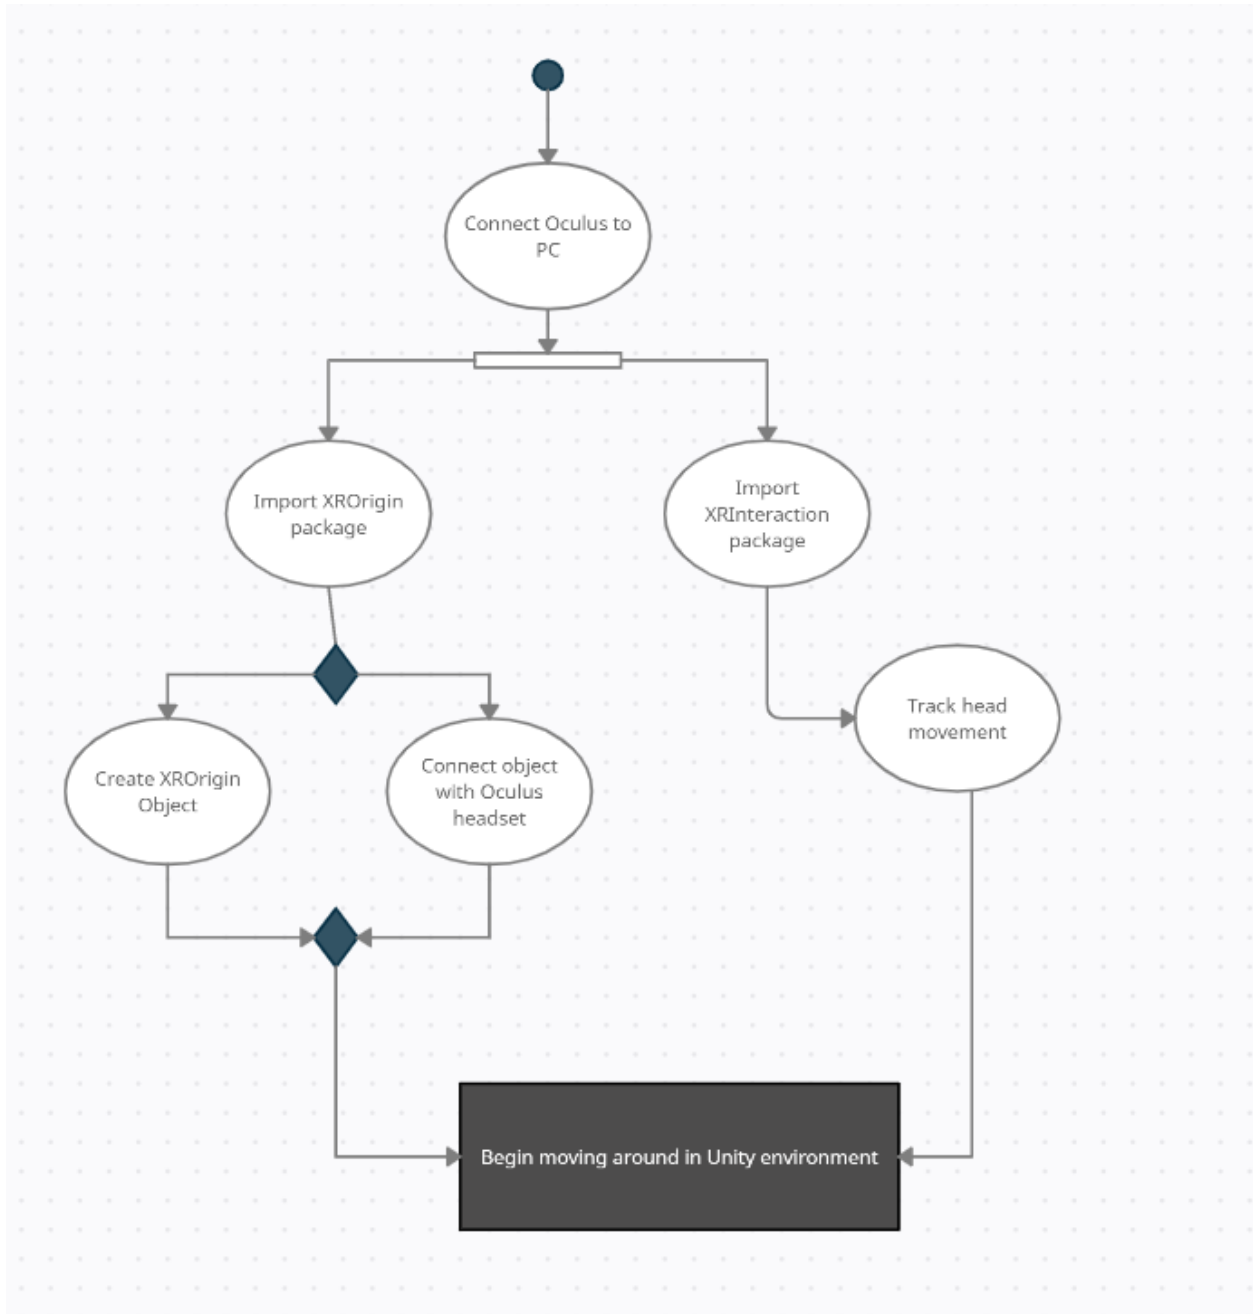 Connect Oculus to
PC
Import XROrigin
package
Import
XRInteraction
package
Track head
movement
Create XROrigin
Object
Connect object
with Oculus
headset
Begin moving around in Unity environment